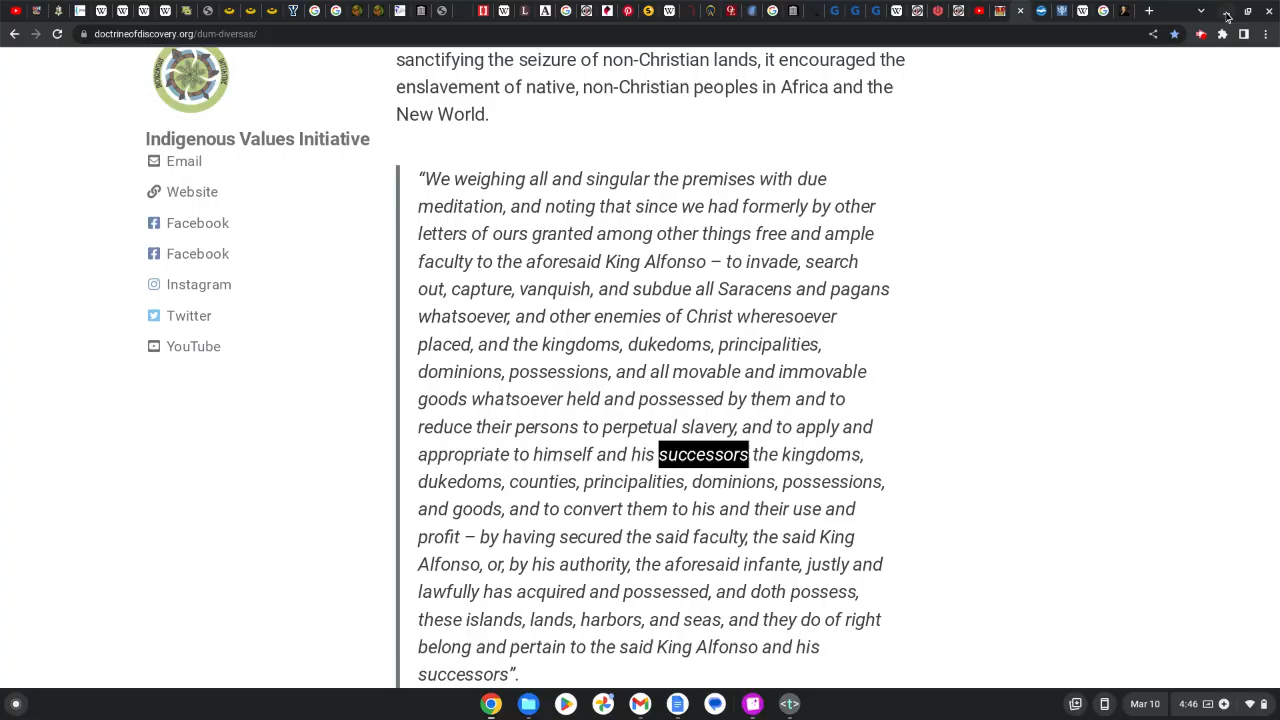 doctrineofdiscovery.org/dum-diversas/
sanctifying the seizure of non-Christian lands, it encouraged the
enslavement of native, non-Christian peoples in Africa and the
New World.
Indigenous Values Initiative
Email
Website
Facebook
Facebook
Instagram
Twitter
YouTube
“We weighing all and singular the premises with due
meditation, and noting that since we had formerly by other
letters of ours granted among other things free and ample
faculty to the aforesaid King Alfonso – to invade, search
out, capture, vanquish, and subdue all Saracens and pagans
whatsoever, and other enemies of Christ wheresoever
placed, and the kingdoms, dukedoms, principalities,
dominions, possessions, and all movable and immovable
goods whatsoever held and possessed by them and to
reduce their persons to perpetual slavery, and to apply and
appropriate to himself and his successors the kingdoms,
dukedoms, counties, principalities, dominions, possessions,
and goods, and to convert them to his and their use and
profit – by having secured the said faculty, the said King
Alfonso, or, by his authority, the aforesaid infante, justly and
lawfully has acquired and possessed, and doth possess,
these islands, lands, harbors, and seas, and they do of right
belong and pertain to the said King Alfonso and his
successors”.
Mar 10
4:46